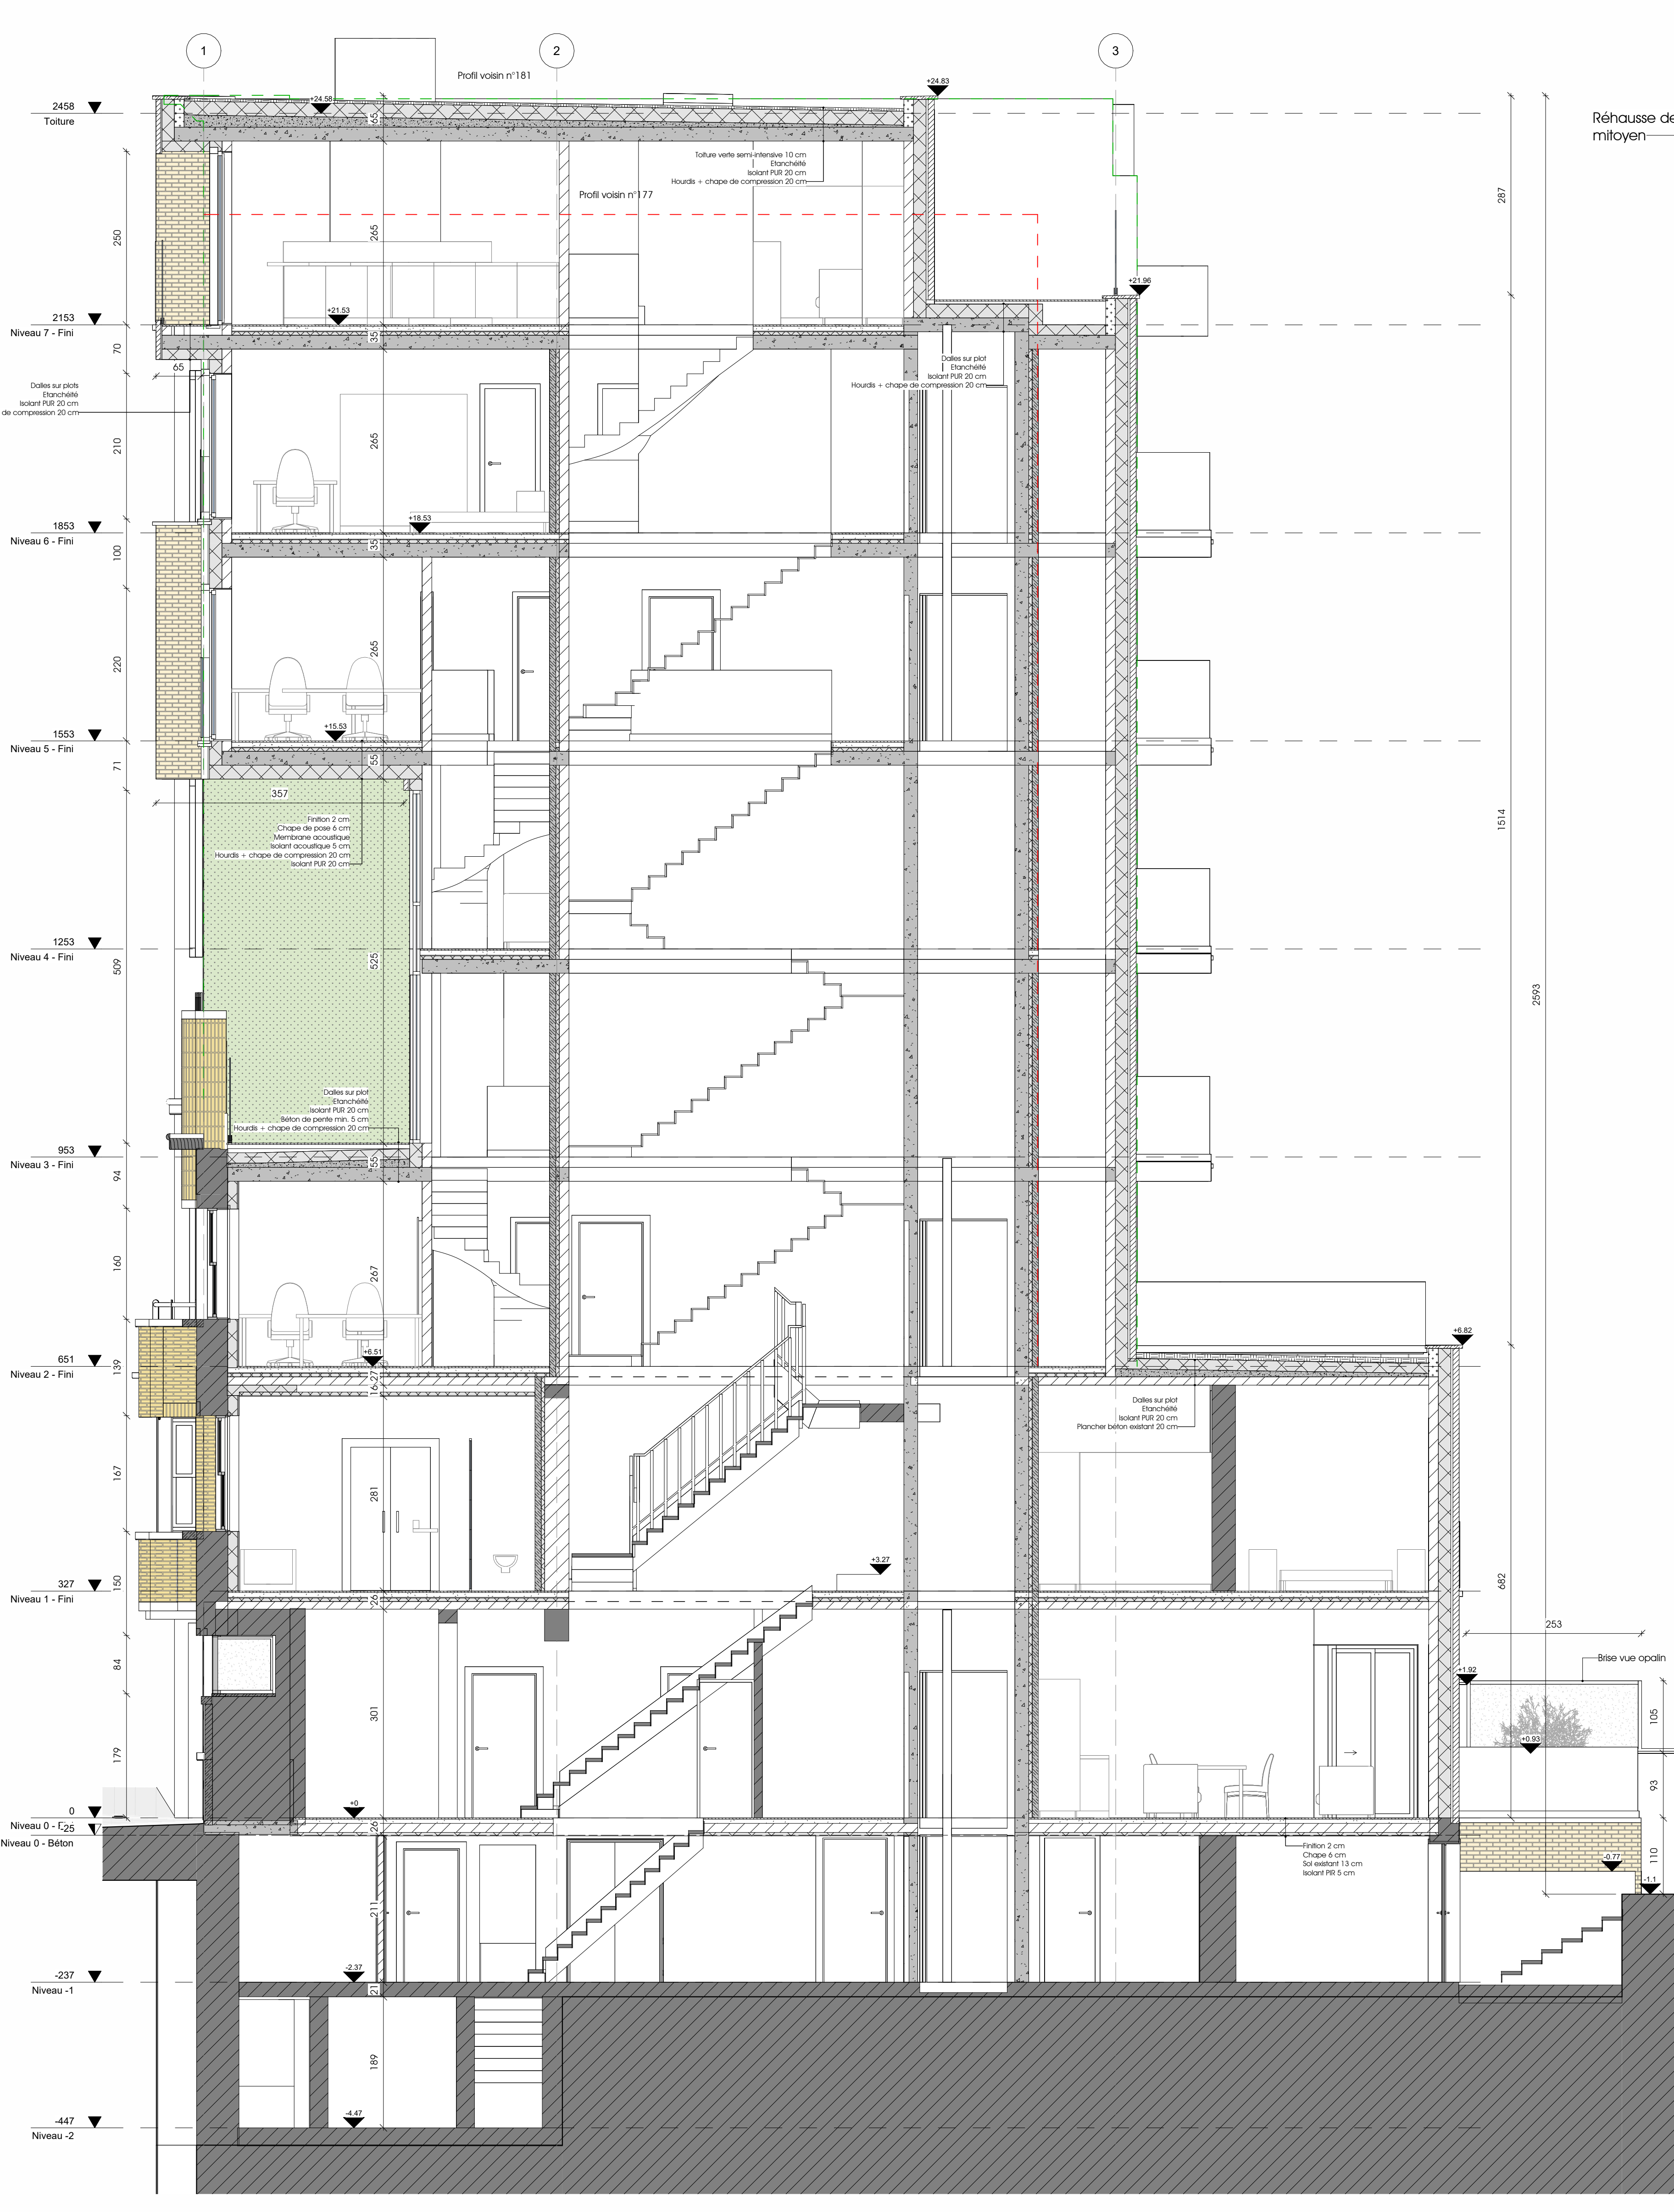 1
2
3
Profil voisin n°181
+24.83
2458
Toiture
+24.58
65
Réhausse de
mitoyen
Toiture verte semi-intensive 10 cm
Etanchéité
Isolant PUR 20 cm
Hourdis + chape de compression 20 cm
Profil voisin n°177
287
250
265
+21.96
2153
Niveau 7 - Fini
+21.53
35
70
65
Dalles sur plots
Etanchéité
Isolant PUR 20 cm
de compression 20 cm
Dalles sur plot
Etanchéité
Isolant PUR 20 cm
Hourdis + chape de compression 20 cm
210
265
1853
Niveau 6 - Fini
+18.53
35
100
220
265
1553
Niveau 5 - Fini
+15.53
55
71
357
1514
Finition 2 cm
Chape de pose 6 cm
Membrane acoustique
Isolant acoustique 5 cm
Hourdis + chape de compression 20 cm
Isolant PUR 20 cm
1253
Niveau 4 - Fini
509
525
2593
Dalles sur plot
Etanchéité
Isolant PUR 20 cm
Béton de pente min. 5 cm
Hourdis + chape de compression 20 cm
953
Niveau 3 - Fini
55
94
160
267
+6.82
651
Niveau 2 - Fini
+6.51
139
16-27
Dalles sur plot
Etanchéité
Isolant PUR 20 cm
Plancher béton existant 20 cm
167
281
+3.27
327
Niveau 1 - Fini
150
26
682
253
Brise vue opalin
84
+1.92
301
105
179
+0.93
93
0
+0
Niveau 0 - F
-25
Niveau 0 - Béton
26
Finition 2 cm
Chape 6 cm
Sol existant 13 cm
Isolant PIR 5 cm
110
-0.77
-1.1
211
-237
Niveau -1
-2.37
21
189
-447
Niveau -2
-4.47